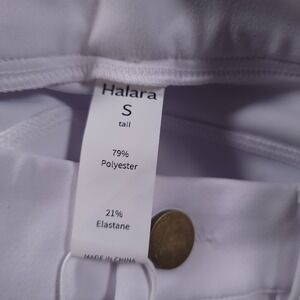 Halara
S
tall
79%
Polyester
21%
Elastane
MADE IN CHINA